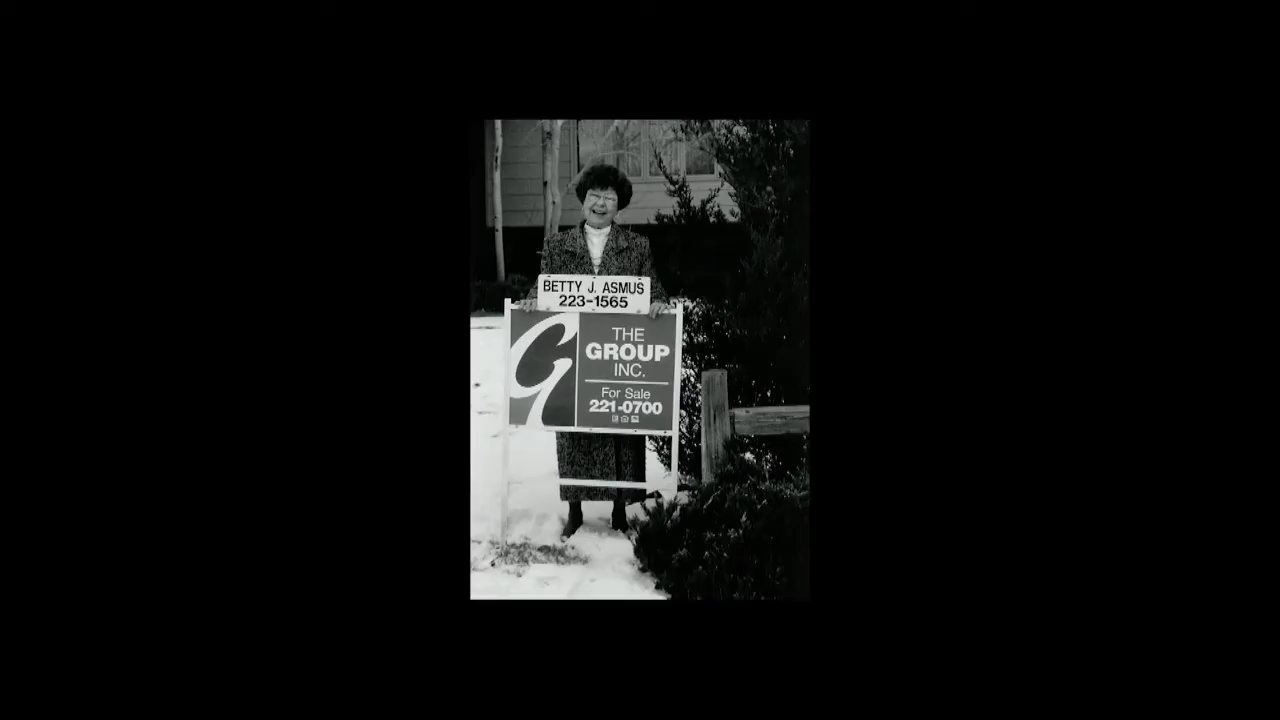 BETTY J. ASMUS
223-1565
THE
GROUP
INC.
For Sale
221-0700